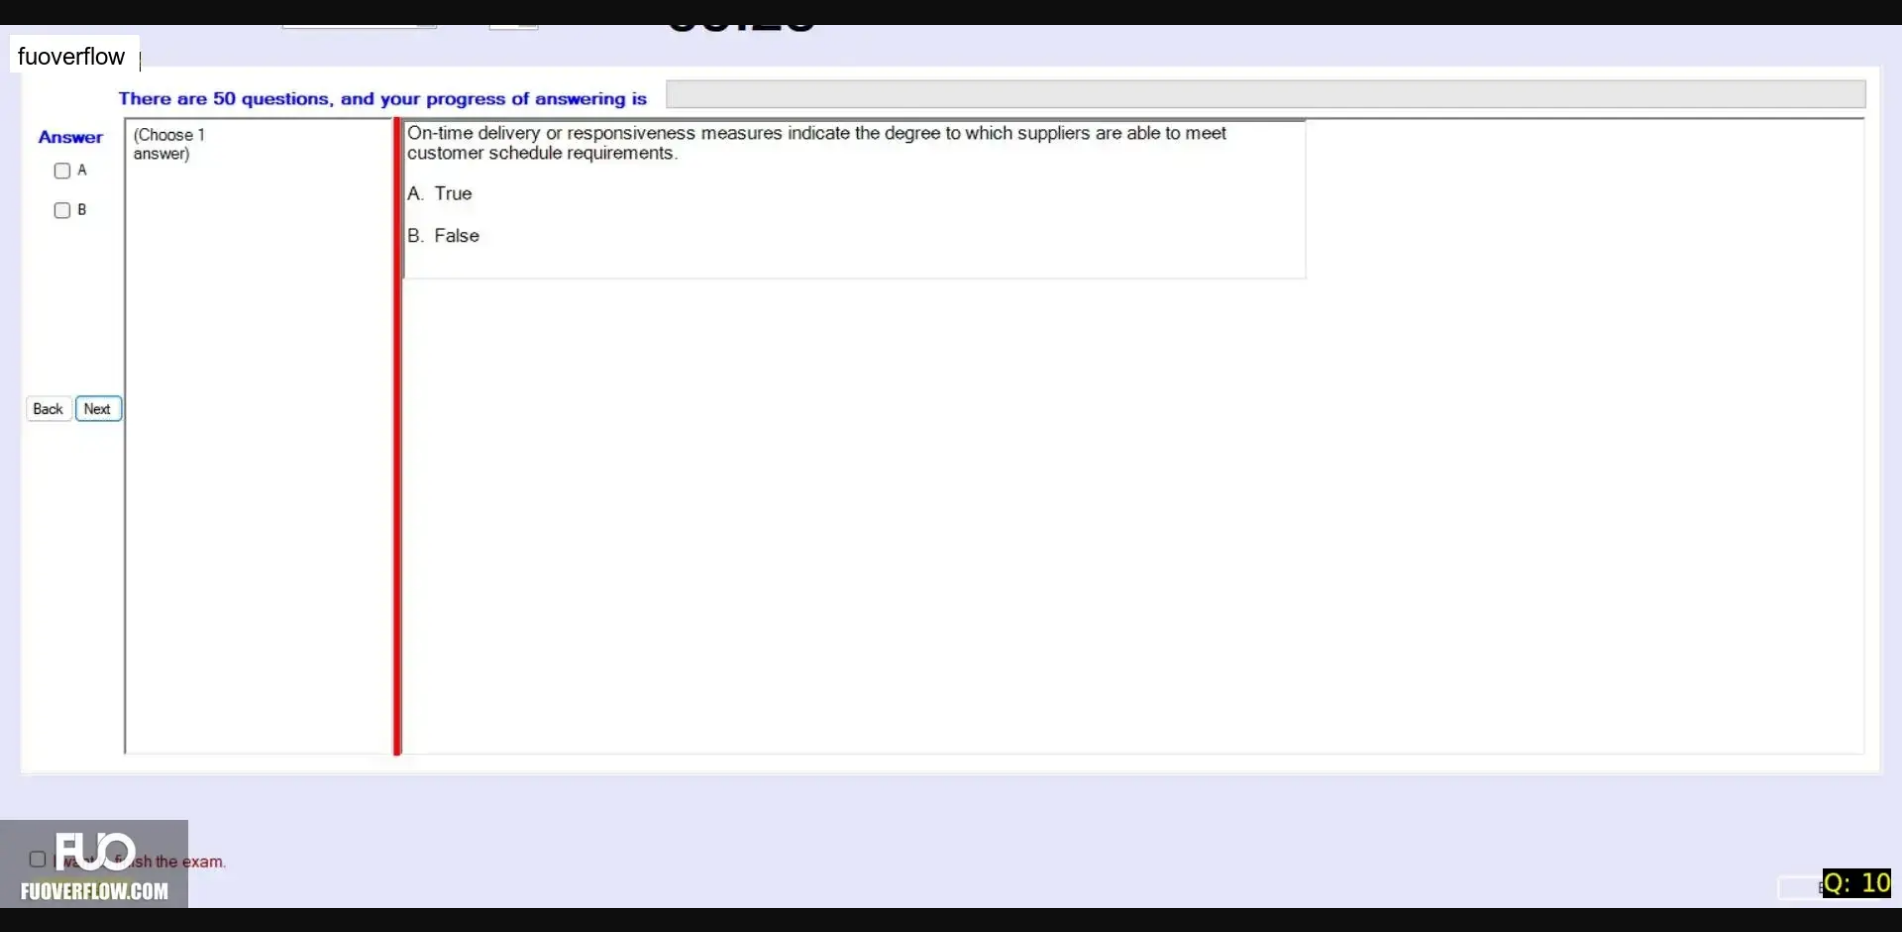 fuoverflow
There are 50 questions, and your progress of answering is
Answer
(Choose 1
answer)
A
B
On-time delivery or responsiveness measures indicate the degree to which suppliers are able to meet
customer schedule requirements.
A. True
B. False
Back Next
FUO
the exam.
FUOVERFLOW.COM
Q: 10